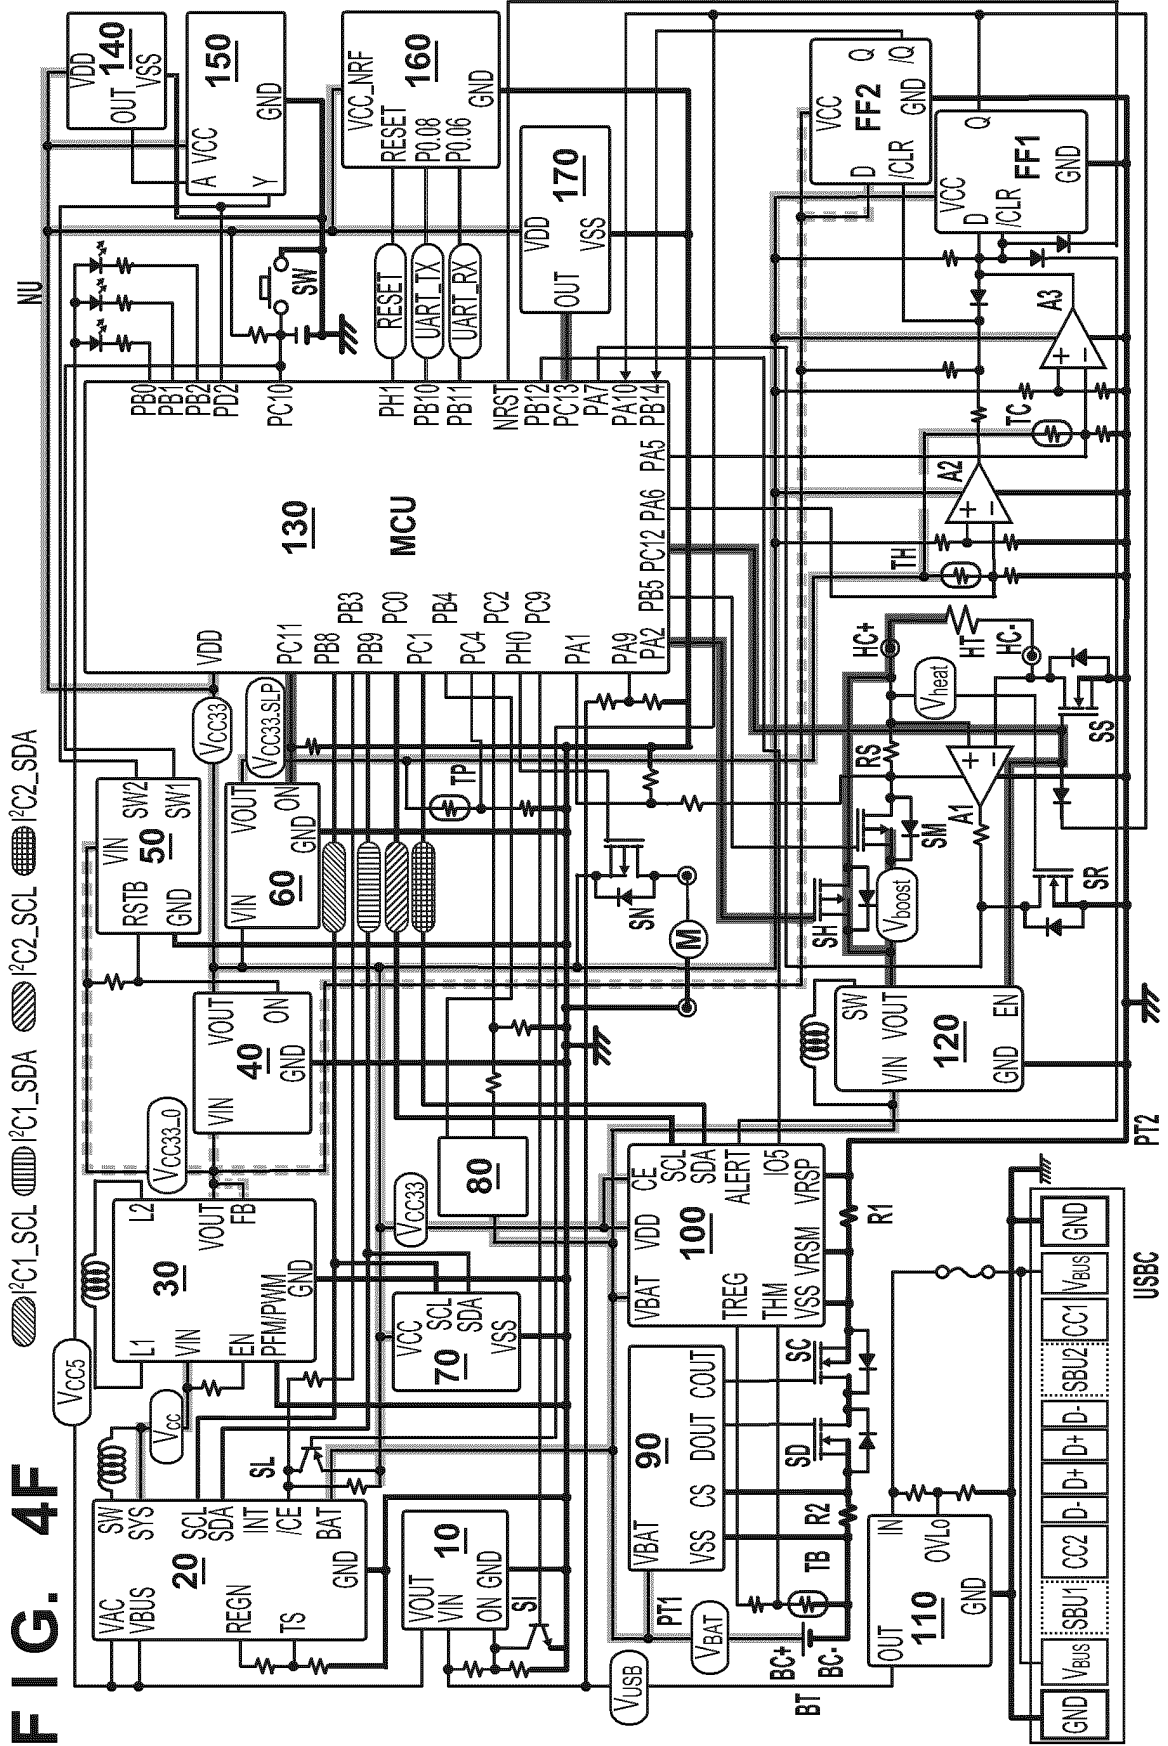 FIG. 4F
I²C1_SCL I²C1_SDA I²C2_SCL I²C2_SDA
NU
VCC5
VCC
VCC33_0
VCC33
VCC33_SLP
20
SW
SYS
SCL
SDA
INT
/CE
BAT
GND
VAC
VBUS
REGN
TS
SL
30
L1
L2
VIN
VOUT
FB
EN
PFM/PWM
GND
40
VIN
VOUT
ON
GND
50
VIN
SW2
SW1
RSTB
GND
60
VIN
VOUT
ON
GND
130
MCU
VDD
PC11
PB8
PB3
PB9
PC0
PC1
PB4
PC4
PC2
PH0
PC9
PA1
PA9
PA2
PB5
PC12
PA6
PA5
PB0
PB1
PB2
PD2
PC10
PH1
PB10
PB11
NRST
PB12
PC13
PA7
PA10
PB14
140
VDD
OUT
VSS
150
A
VCC
Y
GND
SW
160
VCC_NRF
RESET
P0.08
P0.06
GND
RESET
UART_TX
UART_RX
170
VDD
VSS
OUT
TP
SN
M
10
VOUT
VIN
ON
GND
SI
70
VCC
SCL
SDA
VSS
VCC33
80
90
VBAT
VSS
CS
DOUT
COUT
100
VBAT
VDD
CE
SCL
SDA
ALERT
IO5
TREG
THM
VSS
VRSM
VRSP
PT1
VBAT
BC+
BC-
BT
TB
R2
SD
SC
R1
PT2
VUSB
110
OUT
IN
OVLo
GND
120
VIN
VOUT
SW
GND
EN
SH
Vboost
SM
RS
A1
SR
SS
Vheat
HC+
HC-
HT
TH
A2
TC
A3
FF2
VCC
D
Q
/Q
/CLR
GND
FF1
VCC
D
Q
/CLR
GND
USBC
GND
VBUS
SBU1
CC2
D-
D+
D+
D-
SBU2
CC1
VBUS
GND